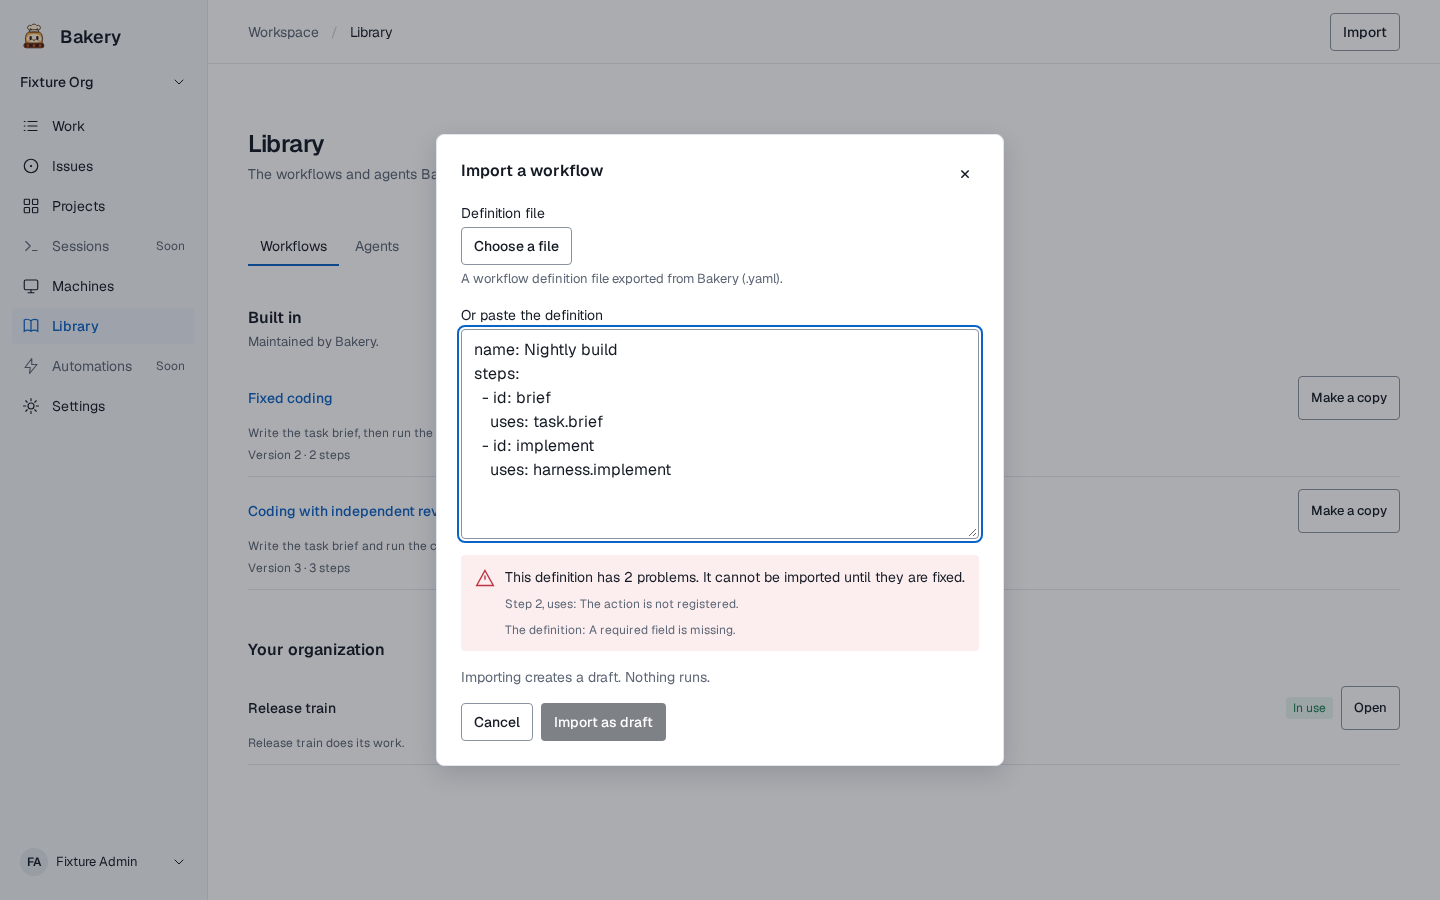 Bakery
Fixture Org
Work
Issues
Projects
Sessions Soon
Machines
Library
Automations Soon
Settings
FA Fixture Admin
Workspace / Library
Import
Library
The workflows and agents Ba
Workflows Agents
Built in
Maintained by Bakery.
Fixed coding
Write the task brief, then run the
Version 2 · 2 steps
Make a copy
Coding with independent rev
Write the task brief and run the c
Version 3 · 3 steps
Make a copy
Your organization
Release train
Release train does its work.
In use
Open
Import a workflow
Definition file
Choose a file
A workflow definition file exported from Bakery (.yaml).
Or paste the definition
name: Nightly build
steps:
  - id: brief
    uses: task.brief
  - id: implement
    uses: harness.implement
This definition has 2 problems. It cannot be imported until they are fixed.
Step 2, uses: The action is not registered.
The definition: A required field is missing.
Importing creates a draft. Nothing runs.
Cancel
Import as draft